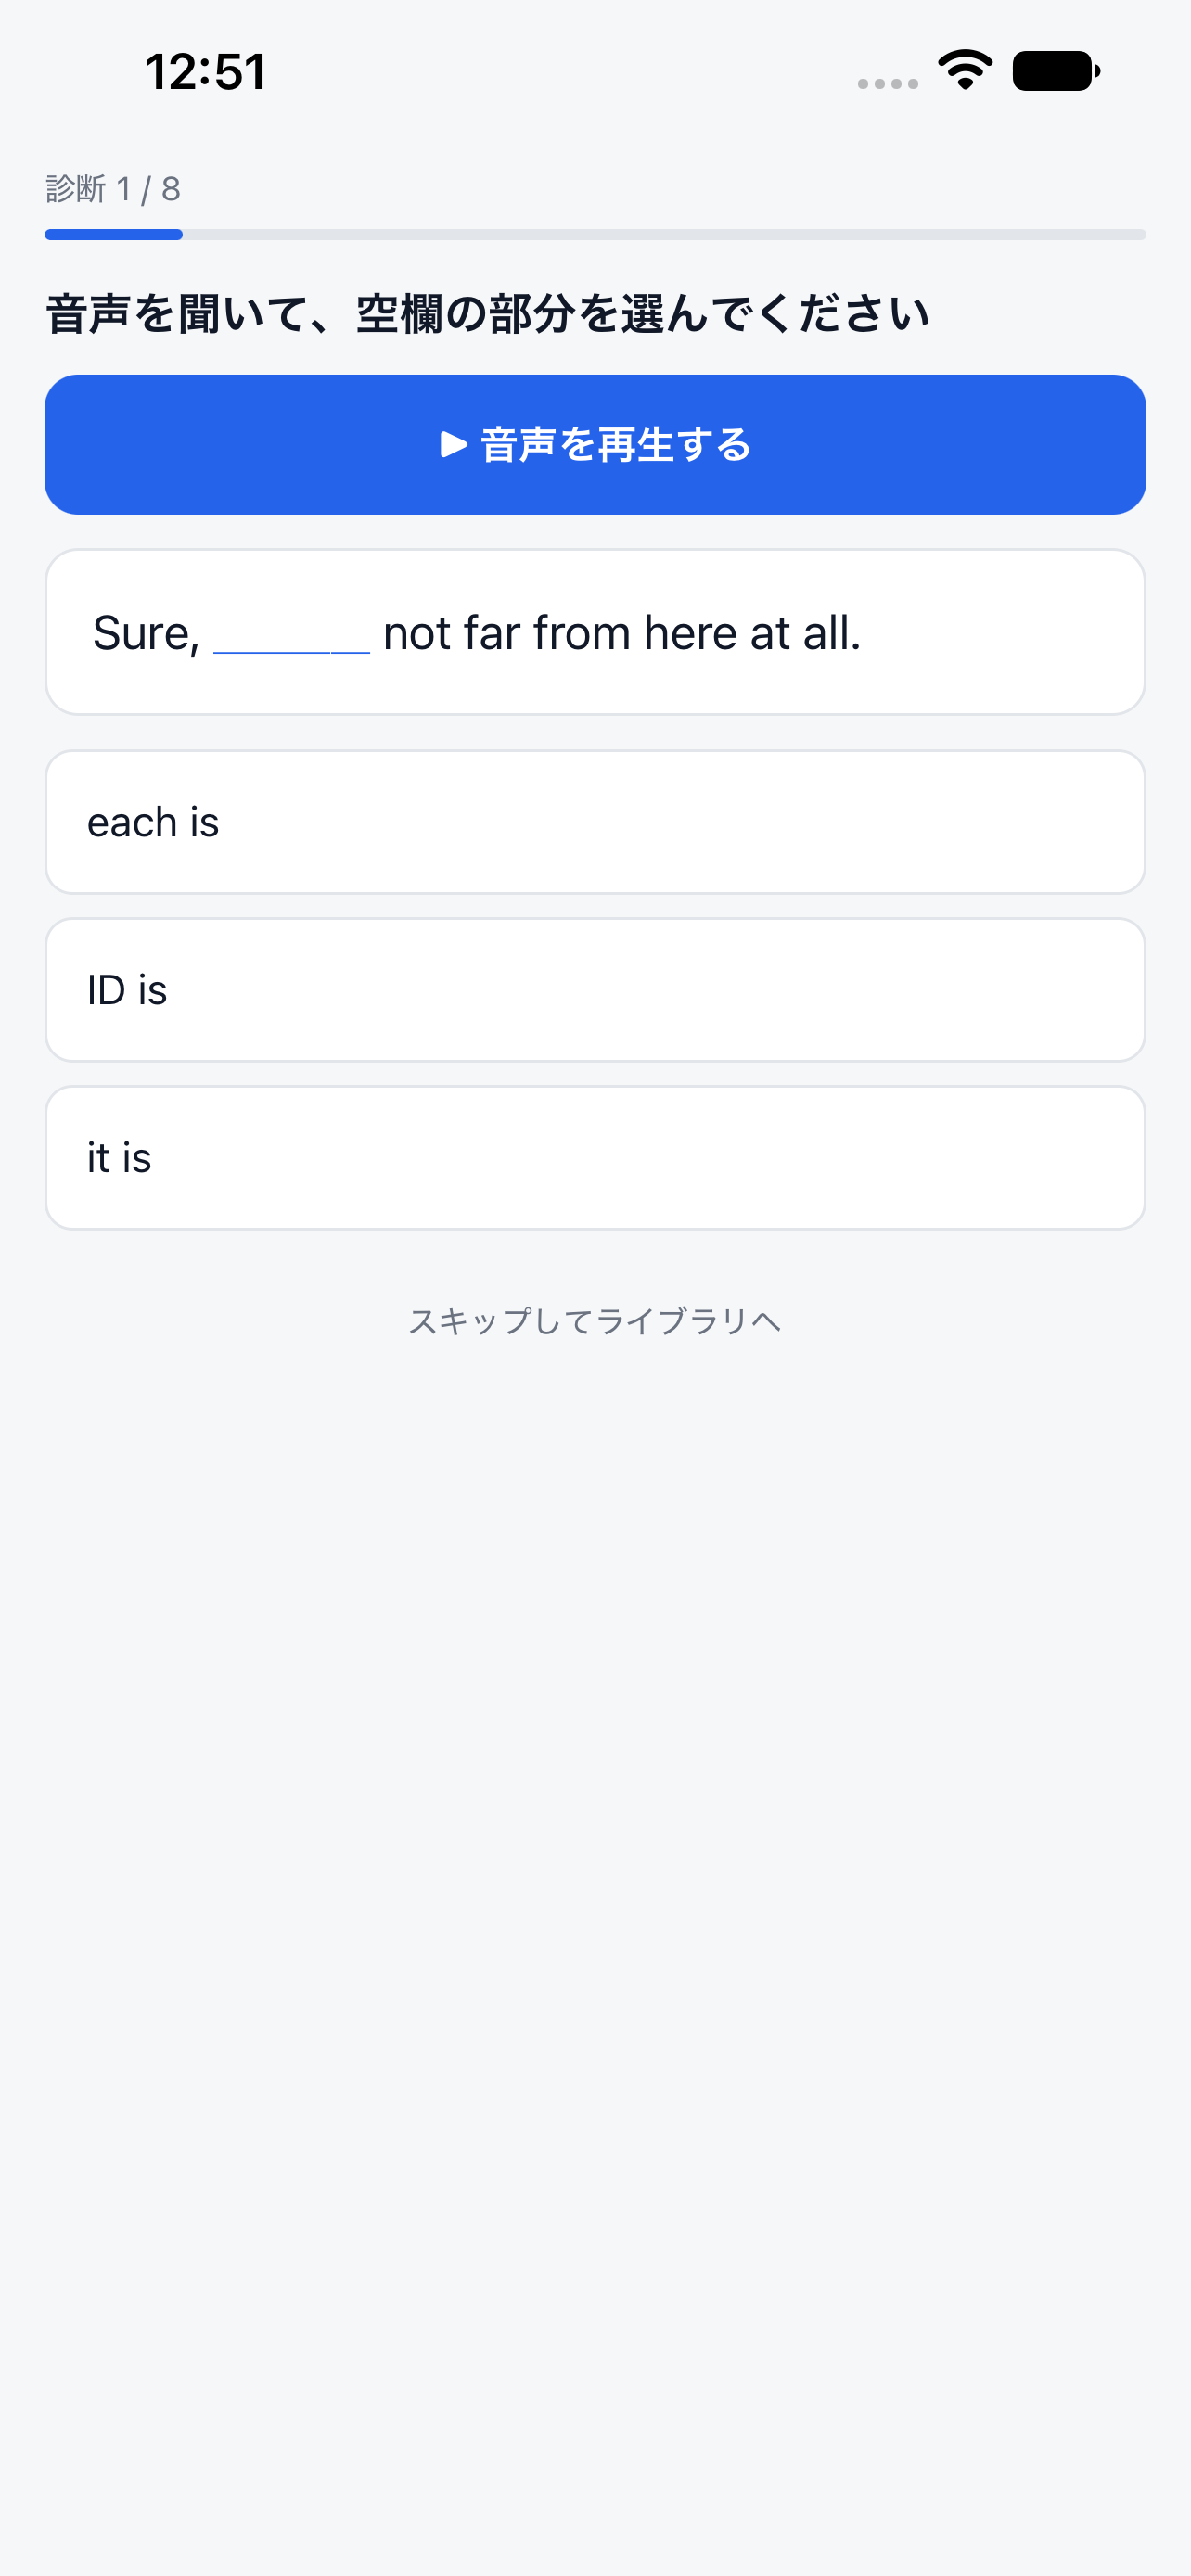 12:51
診断 1 / 8
音声を聞いて、空欄の部分を選んでください
▶ 音声を再生する
Sure, ________ not far from here at all.
each is
ID is
it is
スキップしてライブラリへ